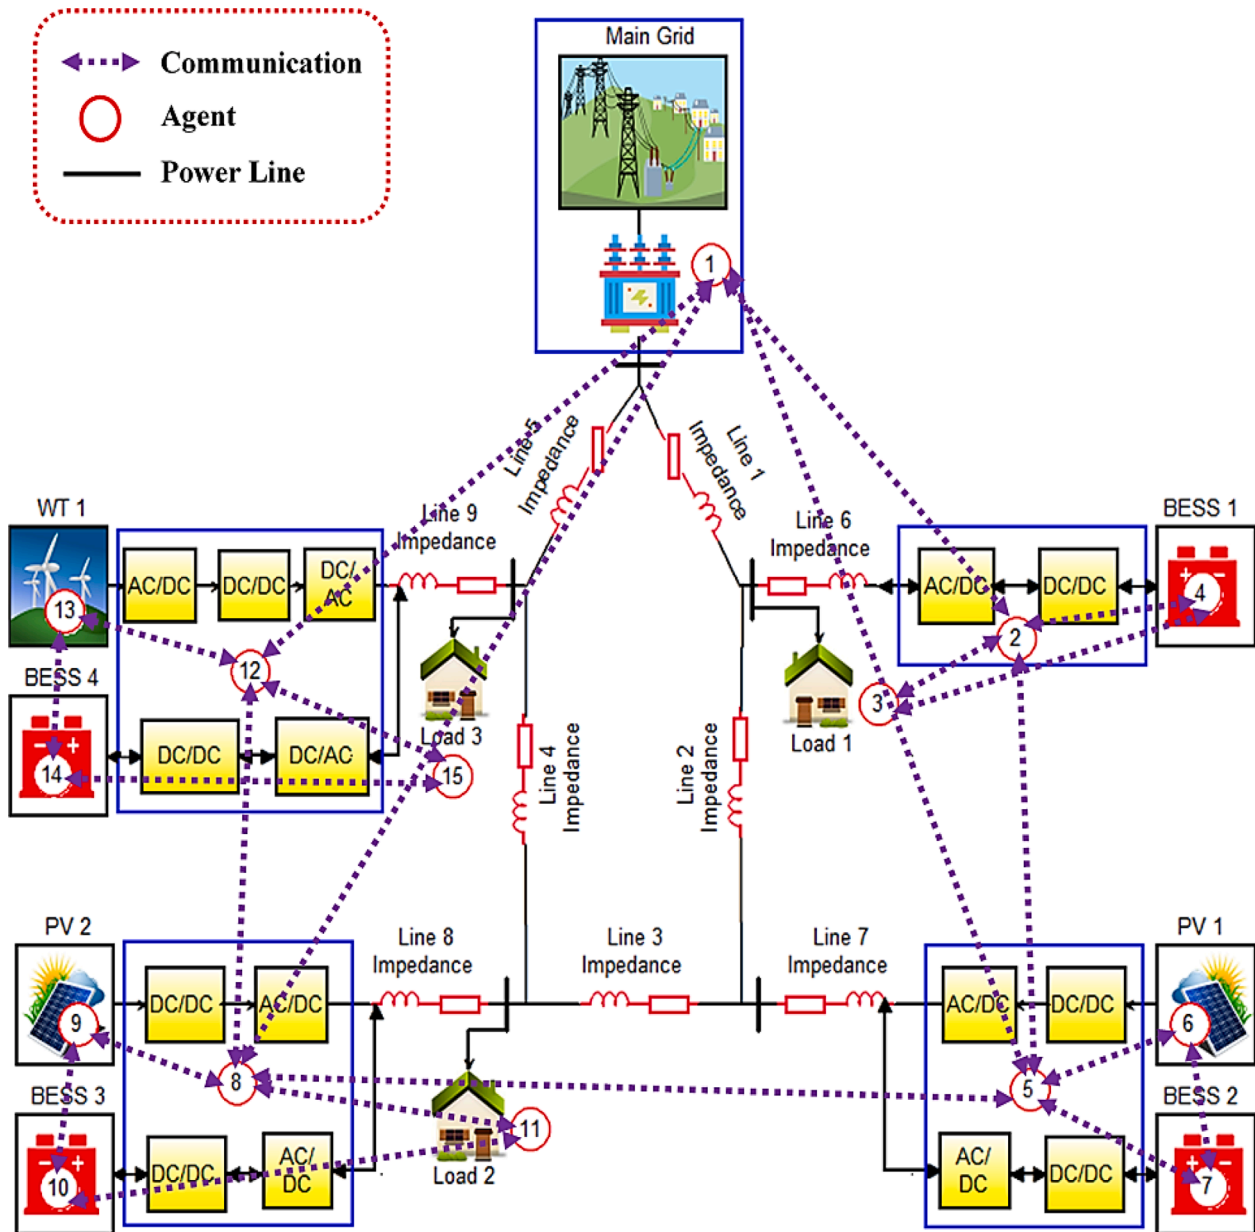 Main Grid
Communication
Agent
Power Line
1
Line 5
Impedance
Line 1
Impedance
WT 1
Line 9
Impedance
Line 6
Impedance
BESS 1
AC/DC
DC/DC
DC/
AC
AC/DC
DC/DC
13
4
2
12
BESS 4
3
Load 3
Load 1
DC/DC
DC/AC
14
15
Line 4
Impedance
Line 2
Impedance
PV 2
Line 8
Impedance
Line 3
Impedance
Line 7
Impedance
PV 1
DC/DC
AC/DC
AC/DC
DC/DC
9
6
8
5
BESS 3
BESS 2
11
DC/DC
AC/
DC
Load 2
AC/
DC
DC/DC
10
7